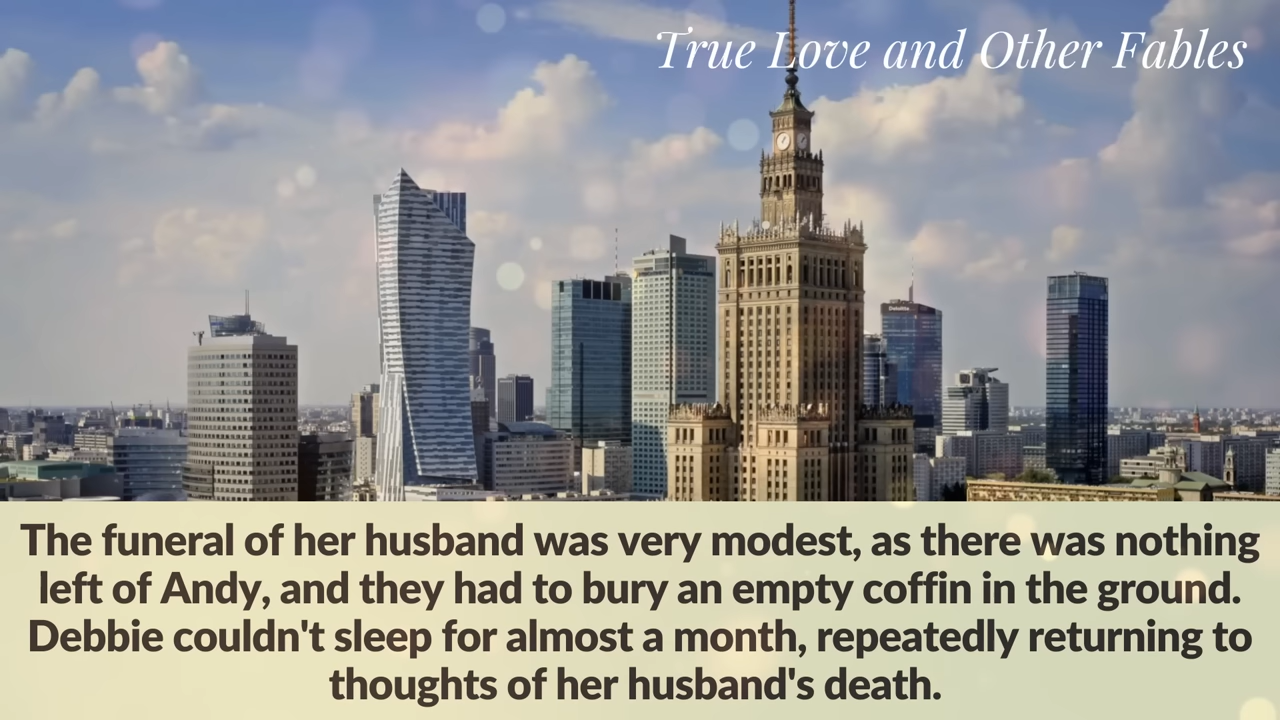 True Love and Other Fables
Deloitte
The funeral of her husband was very modest, as there was nothing
left of Andy, and they had to bury an empty coffin in the ground.
Debbie couldn't sleep for almost a month, repeatedly returning to
thoughts of her husband's death.